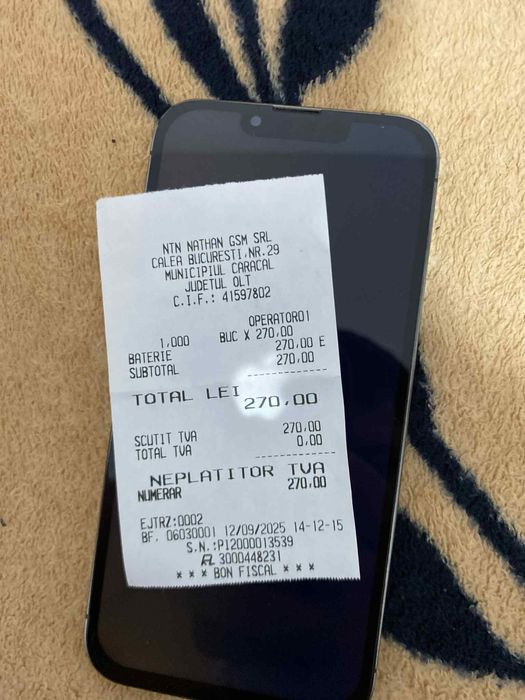 NTN NATHAN GSM SRL
CALEA BUCURESTI,NR.29
MUNICIPIUL CARACAL
JUDETUL OLT
C.I.F.: 41597802
OPERATOR01
1,000 BUC X 270,00
BATERIE 270,00 E
SUBTOTAL 270,00
TOTAL LEI 270,00
SCUTIT TVA 270,00
TOTAL TVA 0,00
NEPLATITOR TVA
NUMERAR 270,00
EJTRZ:0002
BF. 06030001 12/09/2025 14-12-15
S.N.:P12000013539
3000448231
* * * BON FISCAL * * *